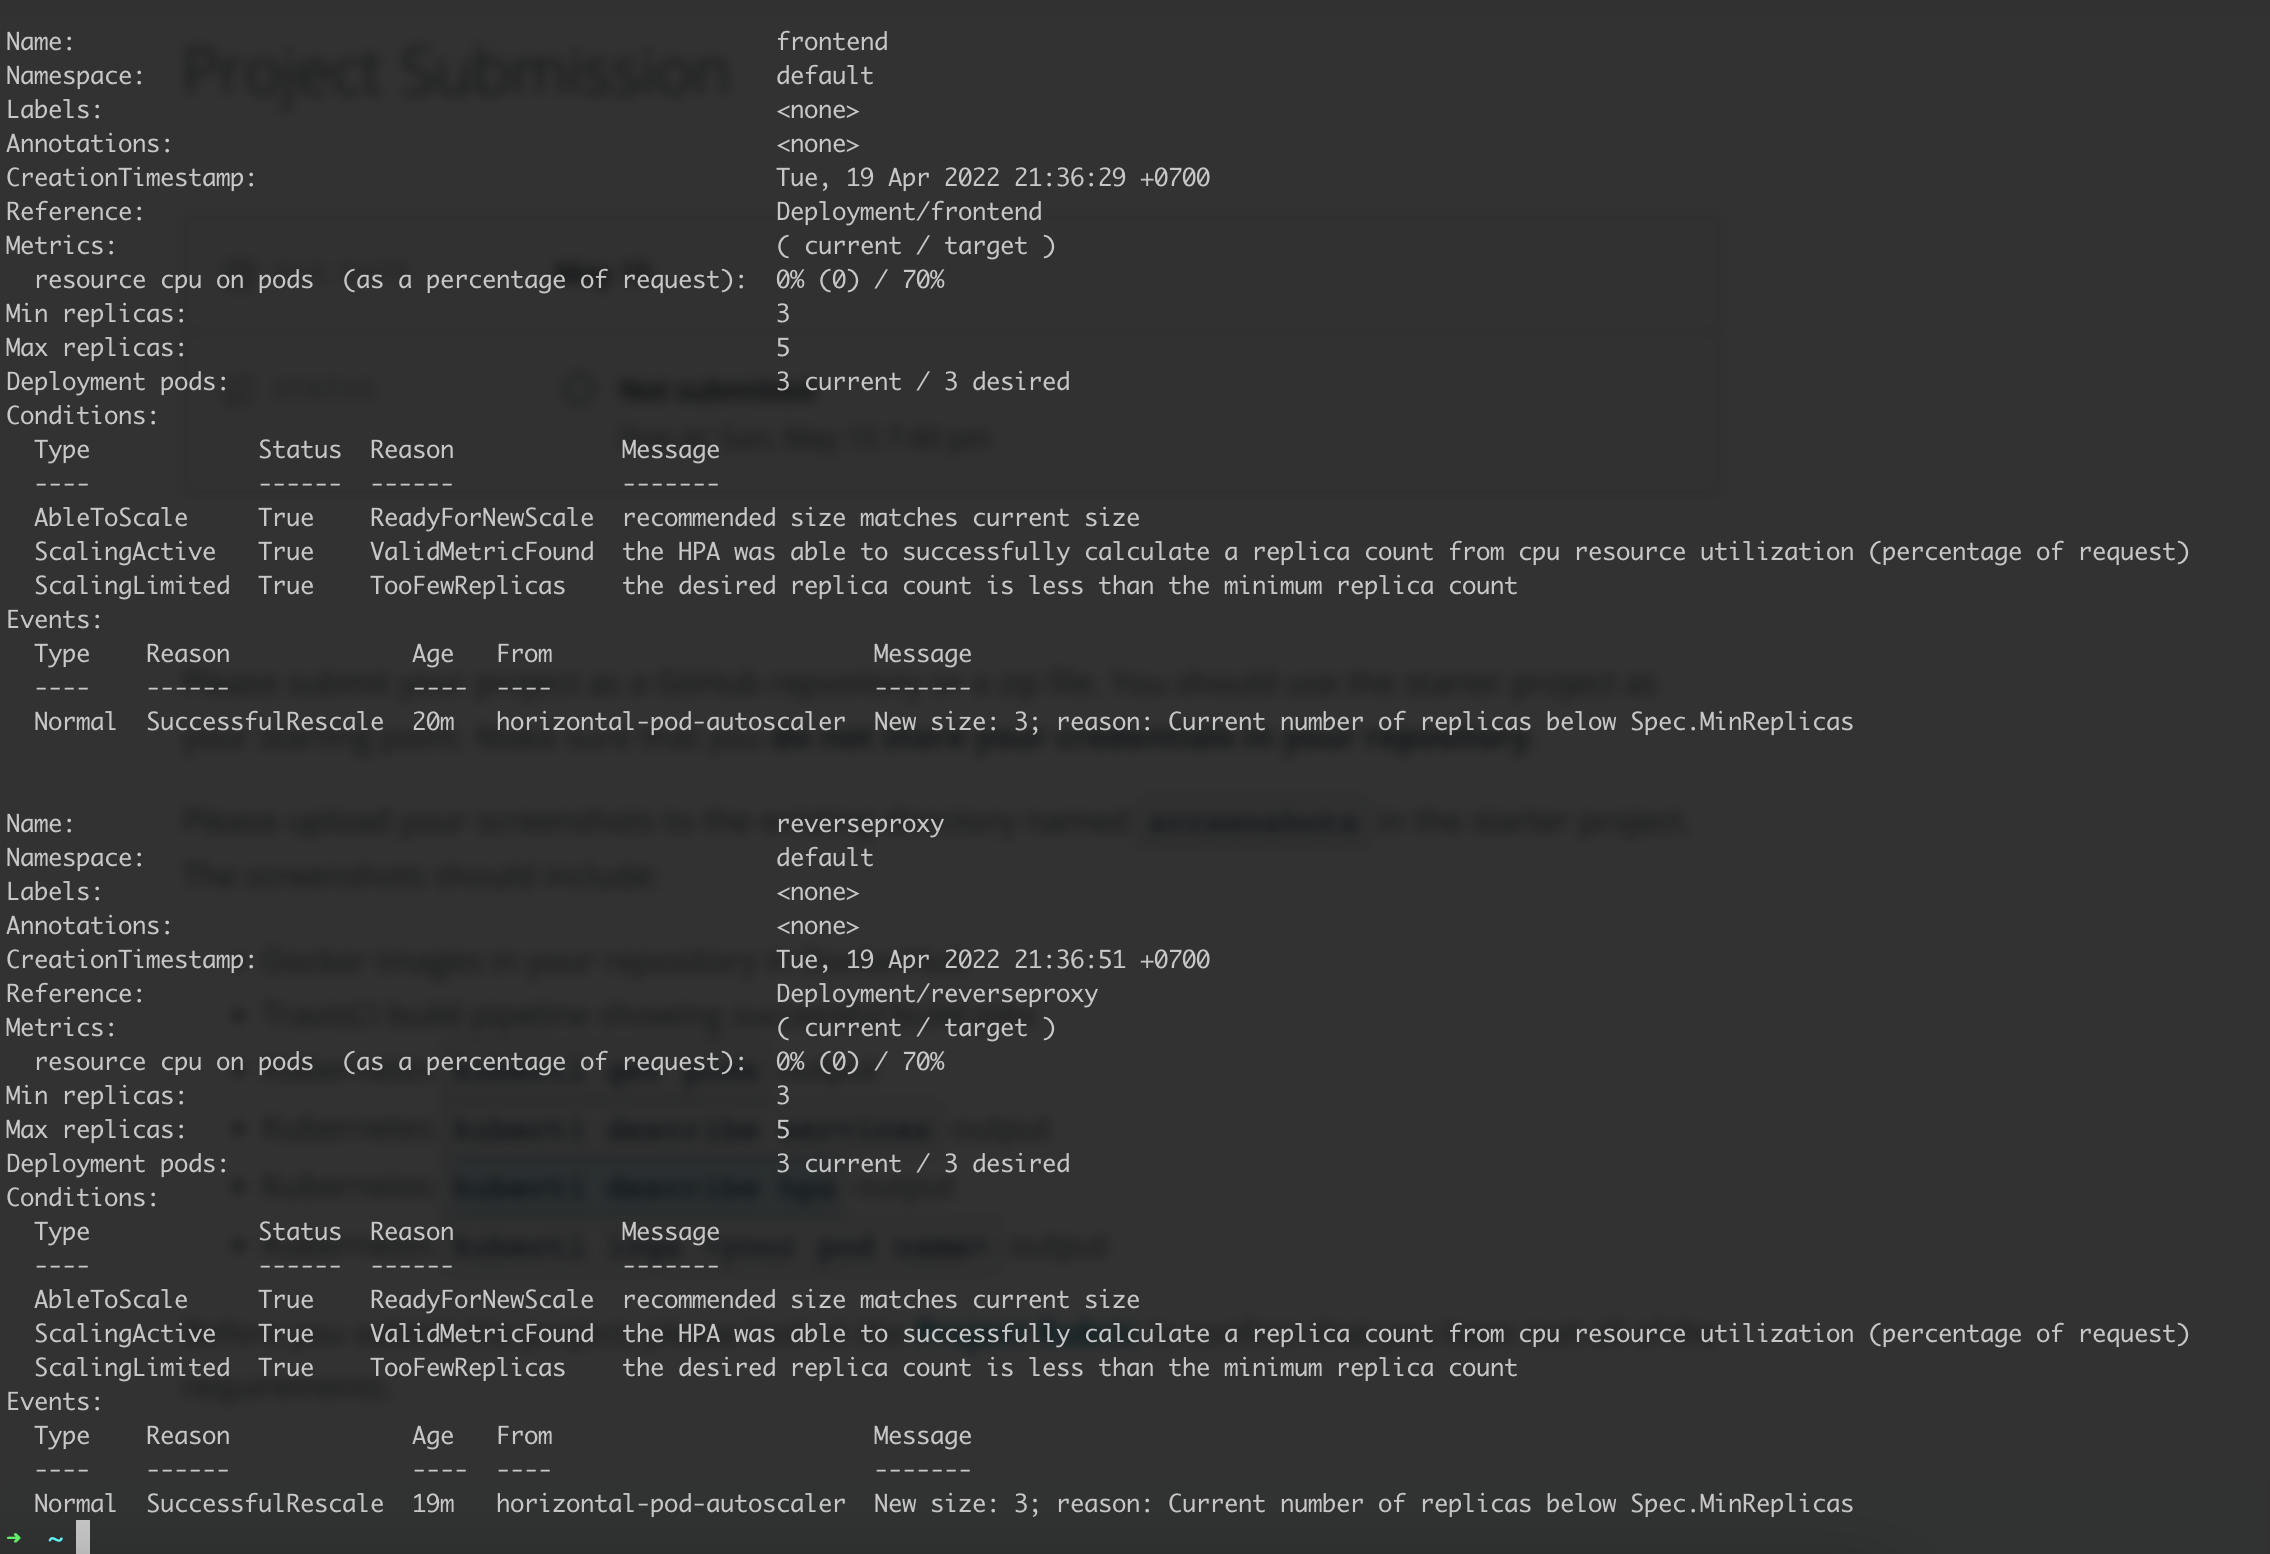 Name: frontend
Namespace: default
Labels: <none>
Annotations: <none>
CreationTimestamp: Tue, 19 Apr 2022 21:36:29 +0700
Reference: Deployment/frontend
Metrics: ( current / target )
  resource cpu on pods  (as a percentage of request):  0% (0) / 70%
Min replicas: 3
Max replicas: 5
Deployment pods: 3 current / 3 desired
Conditions:
  Type            Status  Reason            Message
  ----            ------  ------            -------
  AbleToScale     True    ReadyForNewScale  recommended size matches current size
  ScalingActive   True    ValidMetricFound  the HPA was able to successfully calculate a replica count from cpu resource utilization (percentage of request)
  ScalingLimited  True    TooFewReplicas    the desired replica count is less than the minimum replica count
Events:
  Type    Reason             Age   From                       Message
  ----    ------             ----  ----                       -------
  Normal  SuccessfulRescale  20m   horizontal-pod-autoscaler  New size: 3; reason: Current number of replicas below Spec.MinReplicas
Name: reverseproxy
Namespace: default
Labels: <none>
Annotations: <none>
CreationTimestamp: Tue, 19 Apr 2022 21:36:51 +0700
Reference: Deployment/reverseproxy
Metrics: ( current / target )
  resource cpu on pods  (as a percentage of request):  0% (0) / 70%
Min replicas: 3
Max replicas: 5
Deployment pods: 3 current / 3 desired
Conditions:
  Type            Status  Reason            Message
  ----            ------  ------            -------
  AbleToScale     True    ReadyForNewScale  recommended size matches current size
  ScalingActive   True    ValidMetricFound  the HPA was able to successfully calculate a replica count from cpu resource utilization (percentage of request)
  ScalingLimited  True    TooFewReplicas    the desired replica count is less than the minimum replica count
Events:
  Type    Reason             Age   From                       Message
  ----    ------             ----  ----                       -------
  Normal  SuccessfulRescale  19m   horizontal-pod-autoscaler  New size: 3; reason: Current number of replicas below Spec.MinReplicas
➜  ~
Project Submission